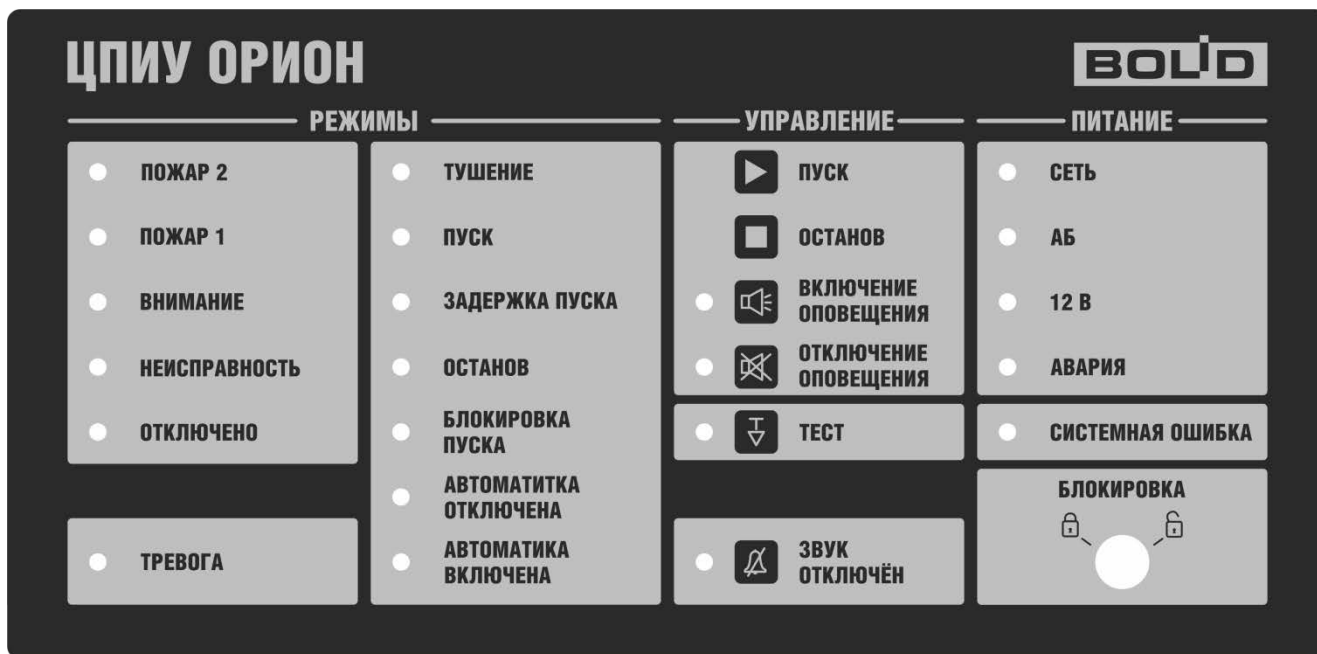 ЦПИУ ОРИОН
BOLID
РЕЖИМЫ
УПРАВЛЕНИЕ
ПИТАНИЕ
ПОЖАР 2
ПОЖАР 1
ВНИМАНИЕ
НЕИСПРАВНОСТЬ
ОТКЛЮЧЕНО
ТРЕВОГА
ТУШЕНИЕ
ПУСК
ЗАДЕРЖКА ПУСКА
ОСТАНОВ
БЛОКИРОВКА
ПУСКА
АВТОМАТИТКА
ОТКЛЮЧЕНА
АВТОМАТИКА
ВКЛЮЧЕНА
ПУСК
ОСТАНОВ
ВКЛЮЧЕНИЕ
ОПОВЕЩЕНИЯ
ОТКЛЮЧЕНИЕ
ОПОВЕЩЕНИЯ
ТЕСТ
ЗВУК
ОТКЛЮЧЁН
СЕТЬ
АБ
12 В
АВАРИЯ
СИСТЕМНАЯ ОШИБКА
БЛОКИРОВКА